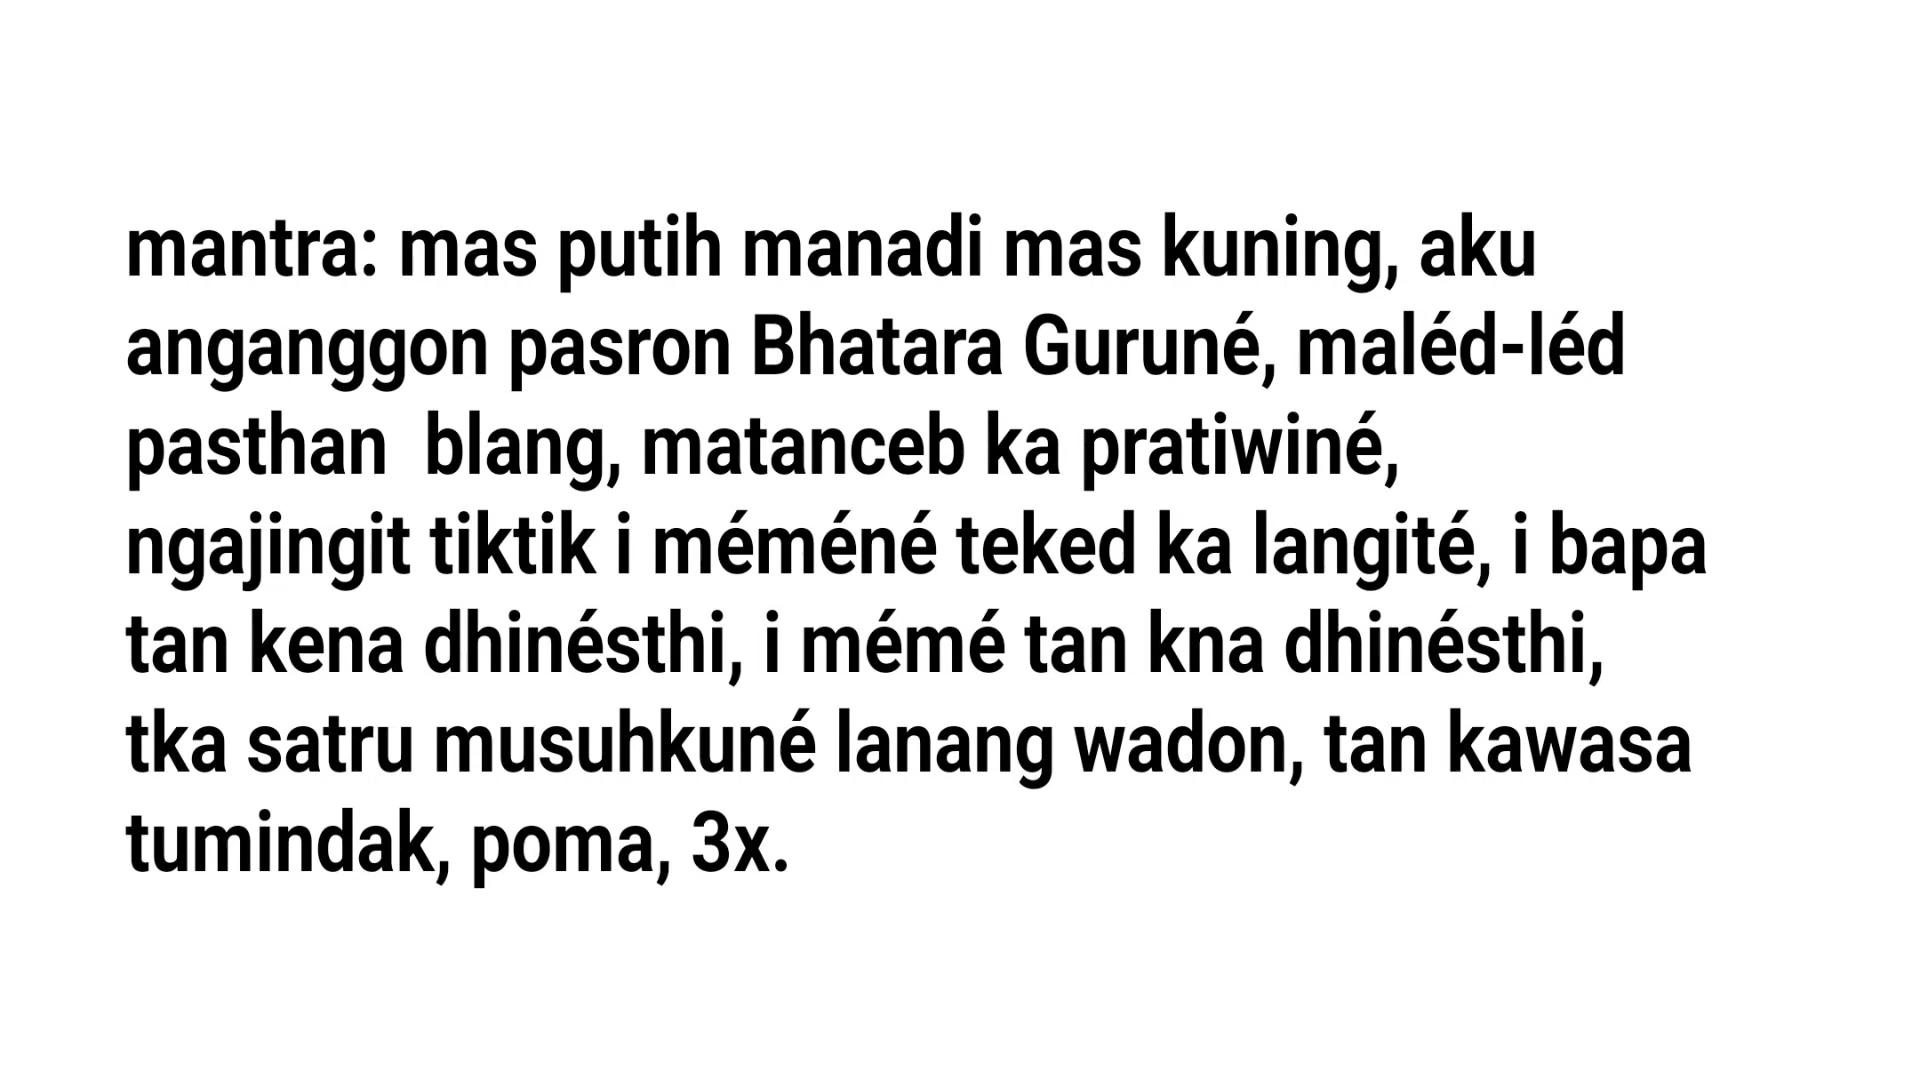 mantra: mas putih manadi mas kuning, aku
anganggon pasron Bhatara Guruné, maléd-léd
pasthan  blang, matanceb ka pratiwiné,
ngajingit tiktik i méméné teked ka langité, i bapa
tan kena dhinésthi, i mémé tan kna dhinésthi,
tka satru musuhkuné lanang wadon, tan kawasa
tumindak, poma, 3x.